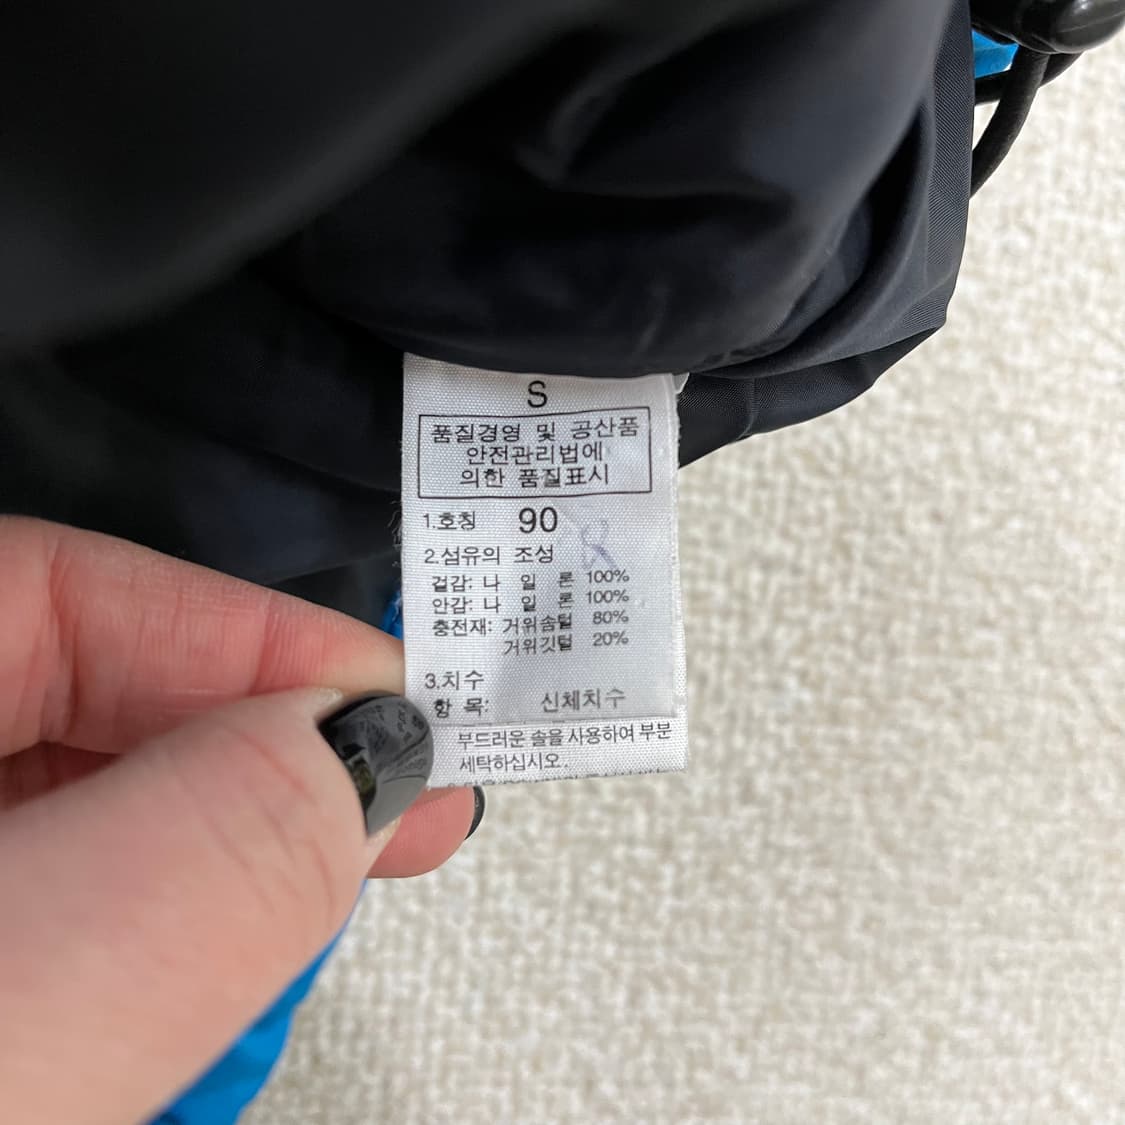 S
품질경영 및 공산품
안전관리법에
의한 품질표시
1.호칭 90
2.섬유의 조성
겉감: 나 일 론 100%
안감: 나 일 론 100%
충전재: 거위솜털 80%
거위깃털 20%
3.치수
항 목: 신체치수
부드러운 솔을 사용하여 부분
세탁하십시오.